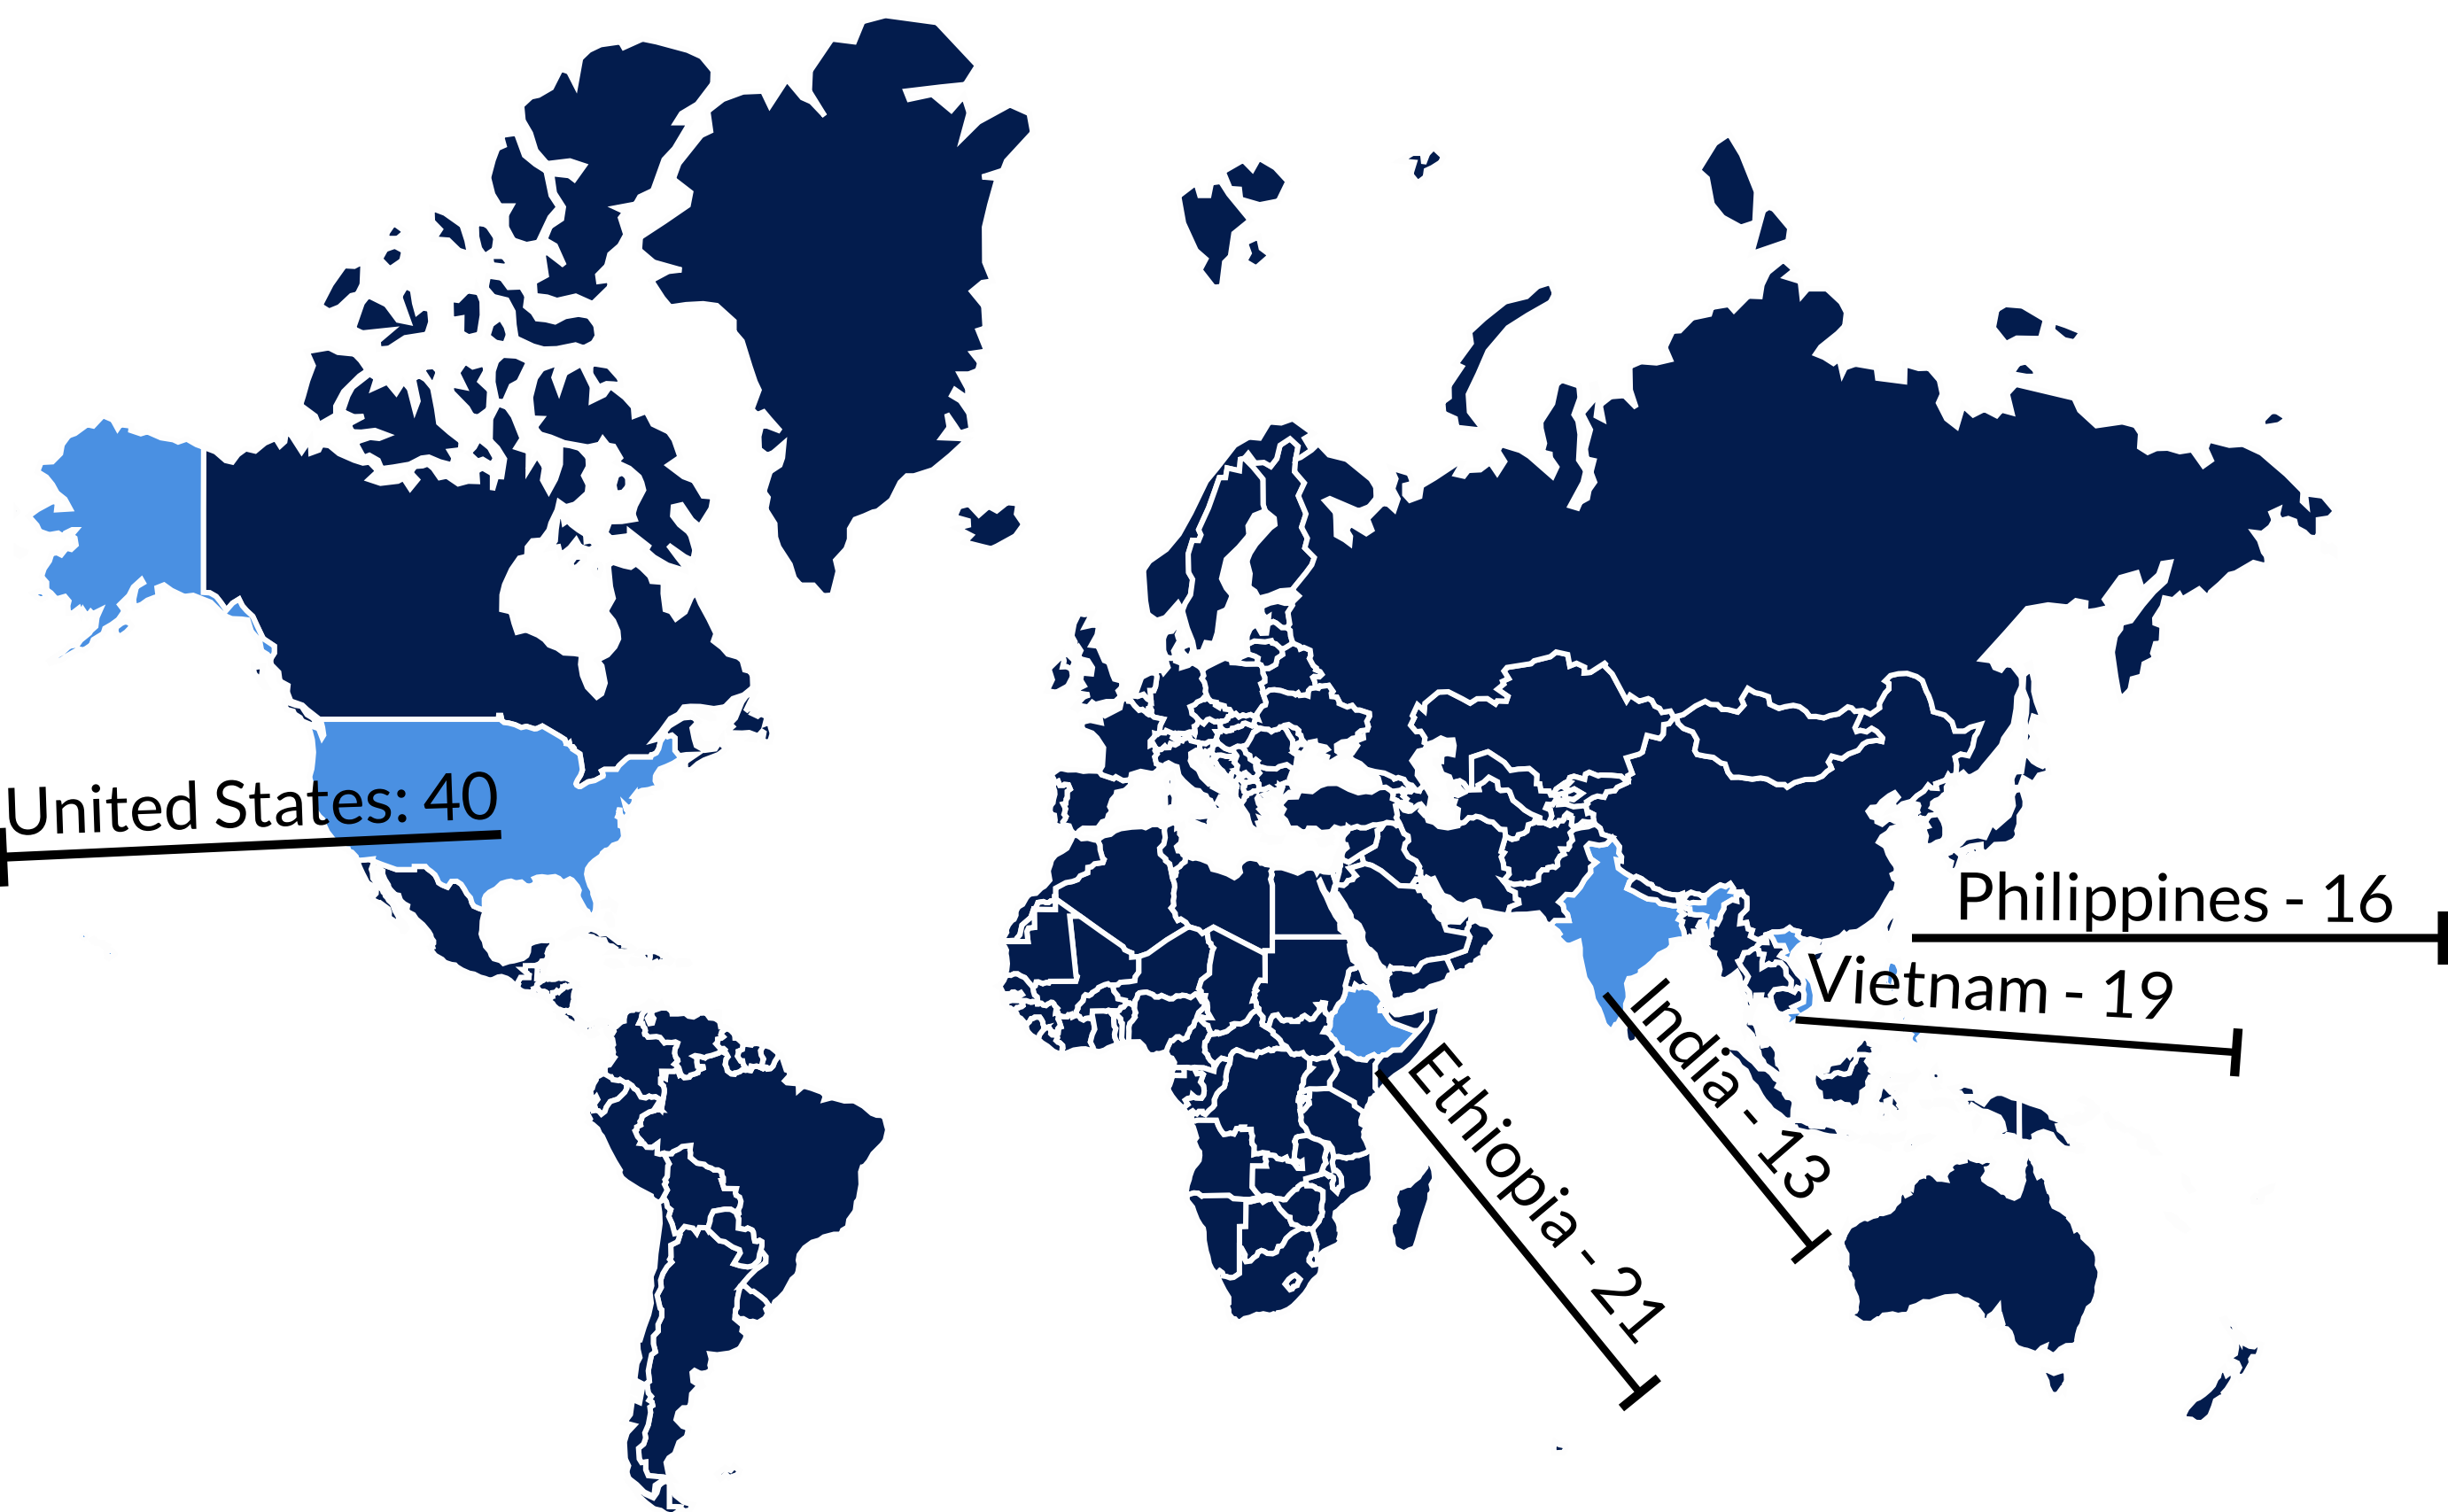 United States: 40
Philippines - 16
Vietnam - 19
India - 13
Ethiopia - 21